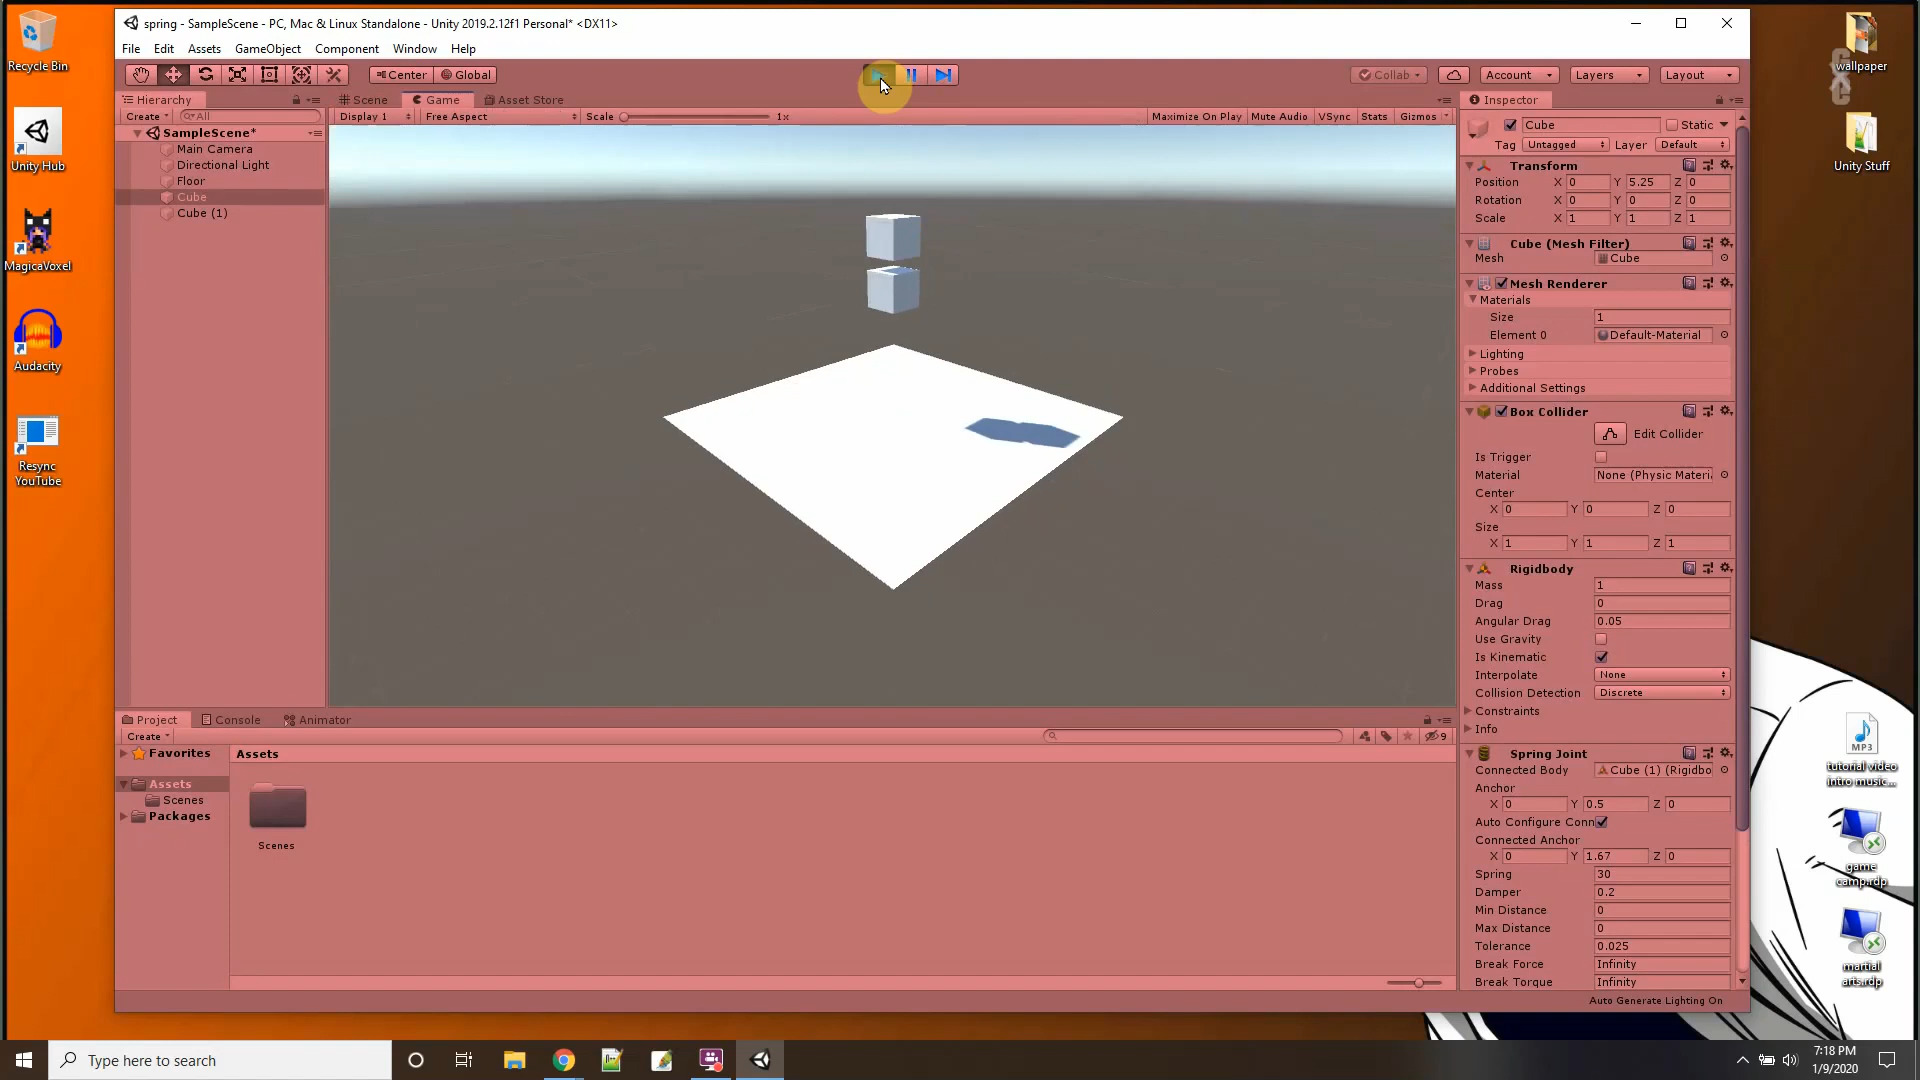 spring - SampleScene - PC, Mac & Linux Standalone - Unity 2019.2.12f1 Personal* <DX11>
File Edit Assets GameObject Component Window Help
Center Global
Collab Account Layers Layout
Hierarchy
Create All
SampleScene*
Main Camera
Directional Light
Floor
Cube
Cube (1)
Scene Game Asset Store
Display 1 Free Aspect Scale 1x Maximize On Play Mute Audio VSync Stats Gizmos
Inspector
Cube Static
Tag Untagged Layer Default
Transform
Position X 0 Y 5.25 Z 0
Rotation X 0 Y 0 Z 0
Scale X 1 Y 1 Z 1
Cube (Mesh Filter)
Mesh Cube
Mesh Renderer
Materials
Size 1
Element 0 Default-Material
Lighting
Probes
Additional Settings
Box Collider
Edit Collider
Is Trigger
Material None (Physic Materi
Center
X 0 Y 0 Z 0
Size
X 1 Y 1 Z 1
Rigidbody
Mass 1
Drag 0
Angular Drag 0.05
Use Gravity
Is Kinematic
Interpolate None
Collision Detection Discrete
Constraints
Info
Spring Joint
Connected Body Cube (1) (Rigidbo
Anchor
X 0 Y 0.5 Z 0
Auto Configure Conn
Connected Anchor
X 0 Y 1.67 Z 0
Spring 30
Damper 0.2
Min Distance 0
Max Distance 0
Tolerance 0.025
Break Force Infinity
Break Torque Infinity
Auto Generate Lighting On
Project Console Animator
Create
9
Favorites
Assets
Scenes
Packages
Assets
Scenes
Recycle Bin
Unity Hub
MagicaVoxel
Audacity
Resync
YouTube
wallpaper
Unity Stuff
MP3
tutorial video
intro music...
game
camp.rdp
martial
arts.rdp
Type here to search
7:18 PM
1/9/2020